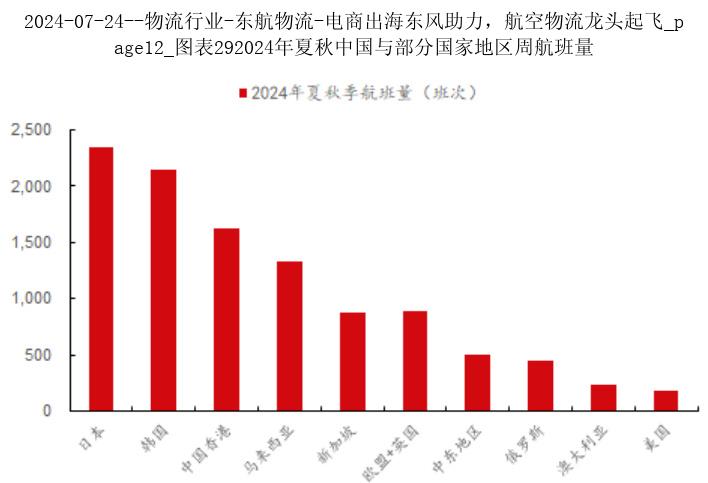 2024-07-24--物流行业-东航物流-电商出海东风助力，航空物流龙头起飞_p
age12_图表292024年夏秋中国与部分国家地区周航班量
2024年夏秋季航班量（班次）
2,500
2,000
1,500
1,000
500
0
日本
韩国
中国香港
马来西亚
新加坡
欧盟+英国
中东地区
俄罗斯
澳大利亚
美国